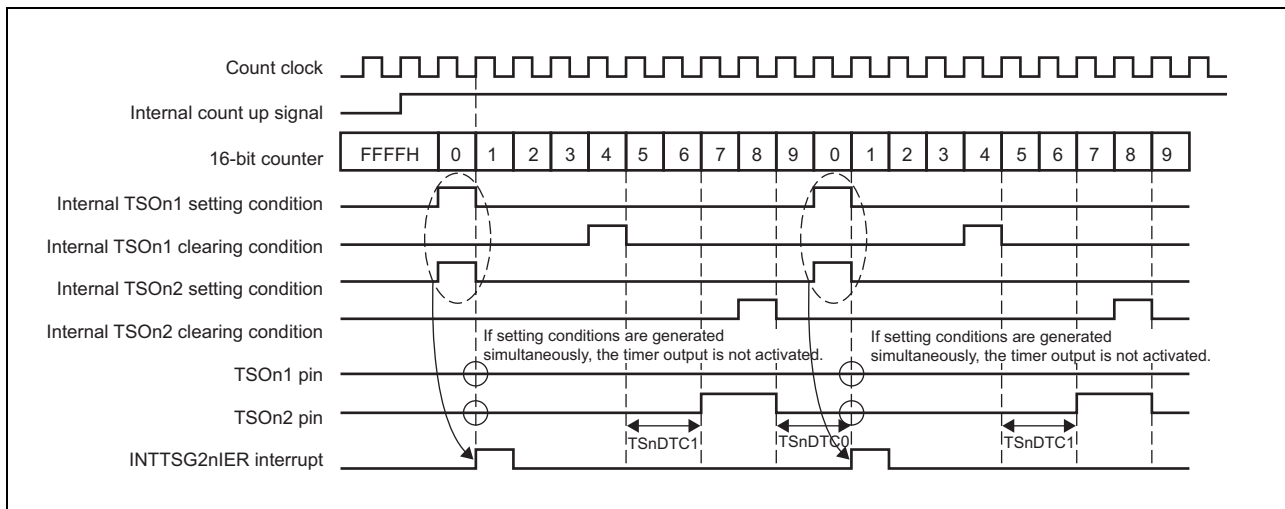 Count clock
Internal count up signal
16-bit counter FFFFH 0 1 2 3 4 5 6 7 8 9 0 1 2 3 4 5 6 7 8 9
Internal TSOn1 setting condition
Internal TSOn1 clearing condition
Internal TSOn2 setting condition
Internal TSOn2 clearing condition
If setting conditions are generated
simultaneously, the timer output is not activated.
If setting conditions are generated
simultaneously, the timer output is not activated.
TSOn1 pin
TSOn2 pin
TSnDTC1 TSnDTC0 TSnDTC1
INTTSG2nIER interrupt